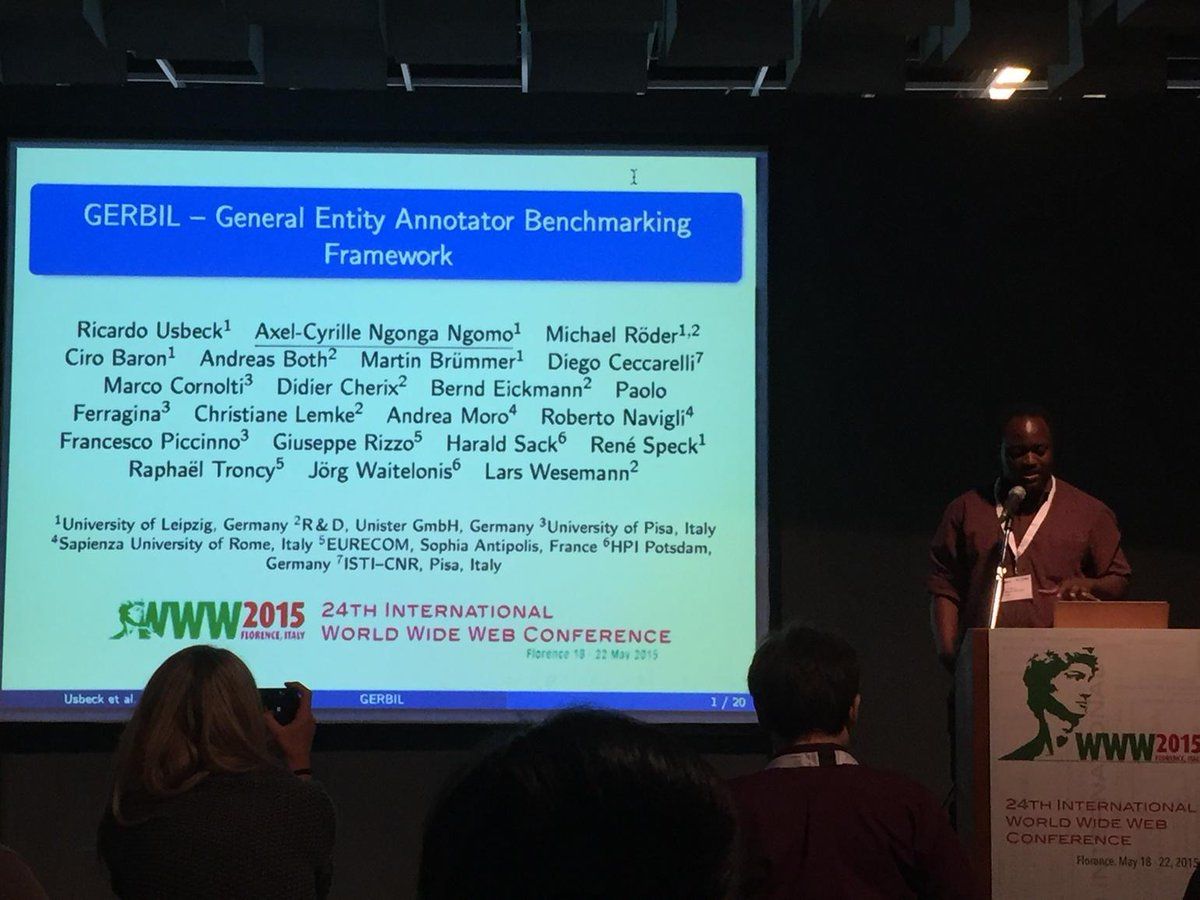 GERBIL – General Entity Annotator Benchmarking
Framework
Ricardo Usbeck¹ Axel-Cyrille Ngonga Ngomo¹ Michael Röder¹,²
Ciro Baron¹ Andreas Both² Martin Brümmer¹ Diego Ceccarelli⁷
Marco Cornolti³ Didier Cherix² Bernd Eickmann² Paolo
Ferragina³ Christiane Lemke² Andrea Moro⁴ Roberto Navigli⁴
Francesco Piccinno³ Giuseppe Rizzo⁵ Harald Sack⁶ René Speck¹
Raphaël Troncy⁵ Jörg Waitelonis⁶ Lars Wesemann²
¹University of Leipzig, Germany ²R&D, Unister GmbH, Germany ³University of Pisa, Italy
⁴Sapienza University of Rome, Italy ⁵EURECOM, Sophia Antipolis, France ⁶HPI Potsdam,
Germany ⁷ISTI–CNR, Pisa, Italy
WWW2015
FLORENCE, ITALY
24TH INTERNATIONAL
WORLD WIDE WEB CONFERENCE
Florence 18 - 22 May 2015
Usbeck et al
GERBIL
1 / 20
WWW2015
FLORENCE, ITAL
24TH INTERNATIONAL
WORLD WIDE WEB
CONFERENCE
Florence, May 18 - 22, 2015